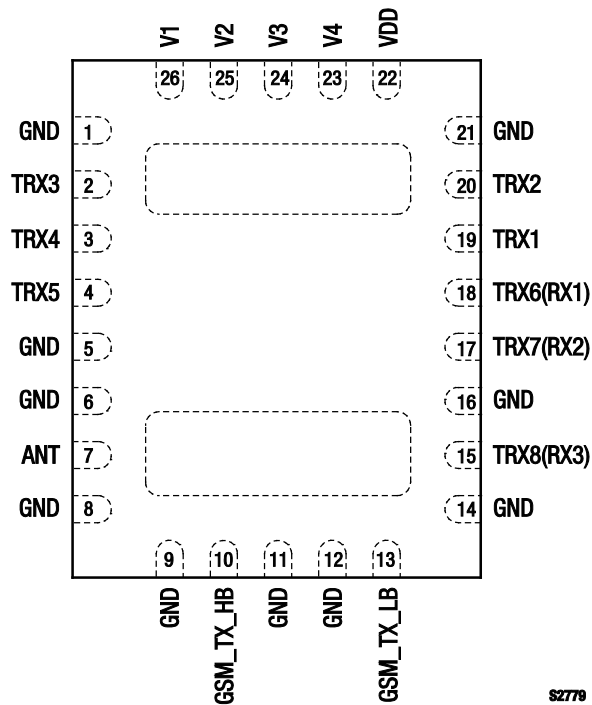 V1 V2 V3 V4 VDD
26 25 24 23 22
GND 1 21 GND
TRX3 2 20 TRX2
TRX4 3 19 TRX1
TRX5 4 18 TRX6(RX1)
GND 5 17 TRX7(RX2)
GND 6 16 GND
ANT 7 15 TRX8(RX3)
GND 8 14 GND
9 10 11 12 13
GND GSM_TX_HB GND GND GSM_TX_LB
S2779